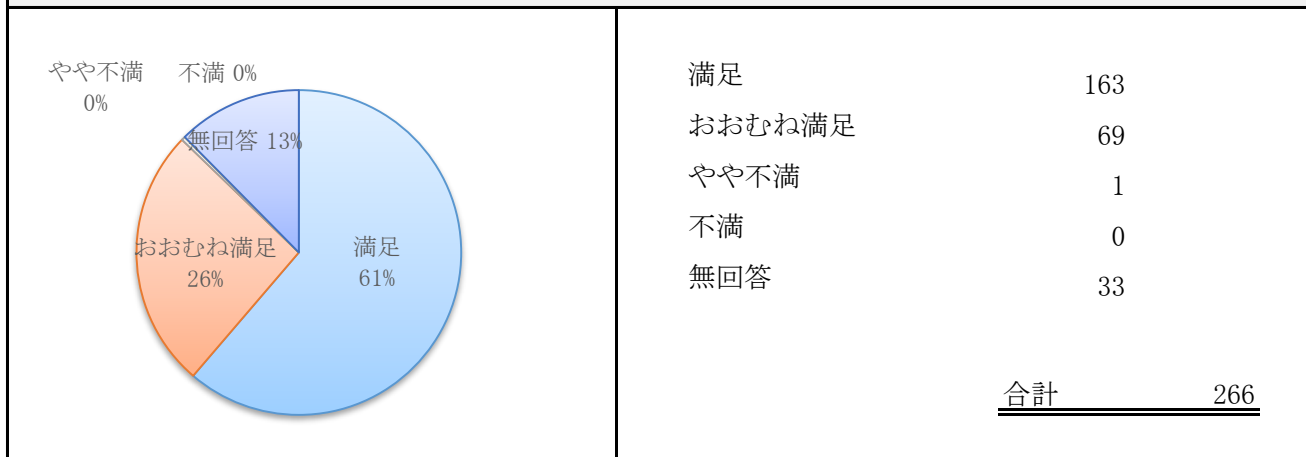 やや不満
0%
不満 0%
無回答 13%
おおむね満足
26%
満足
61%
満足 163
おおむね満足 69
やや不満 1
不満 0
無回答 33
合計 266